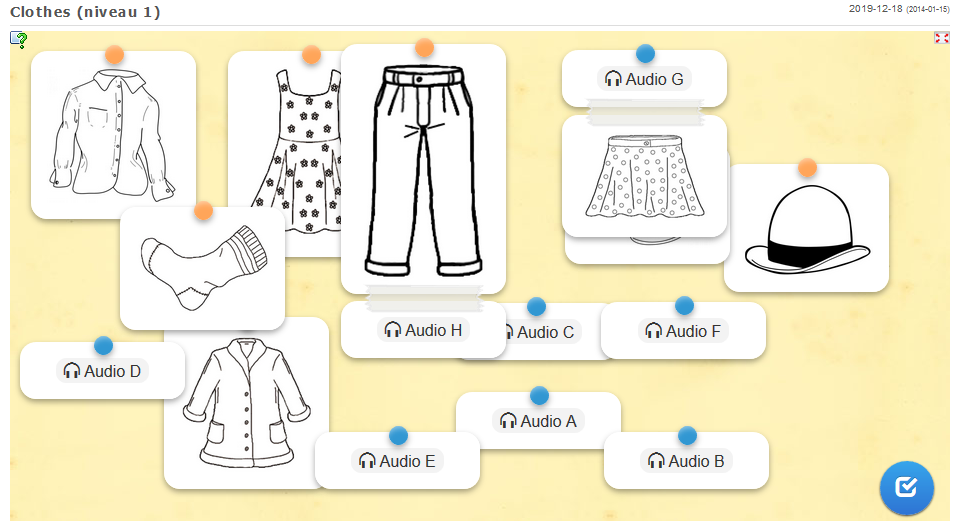 Clothes (niveau 1)
2019-12-18 (2014-01-15)
Audio G
Audio H
Audio C
Audio F
Audio D
Audio A
Audio E
Audio B